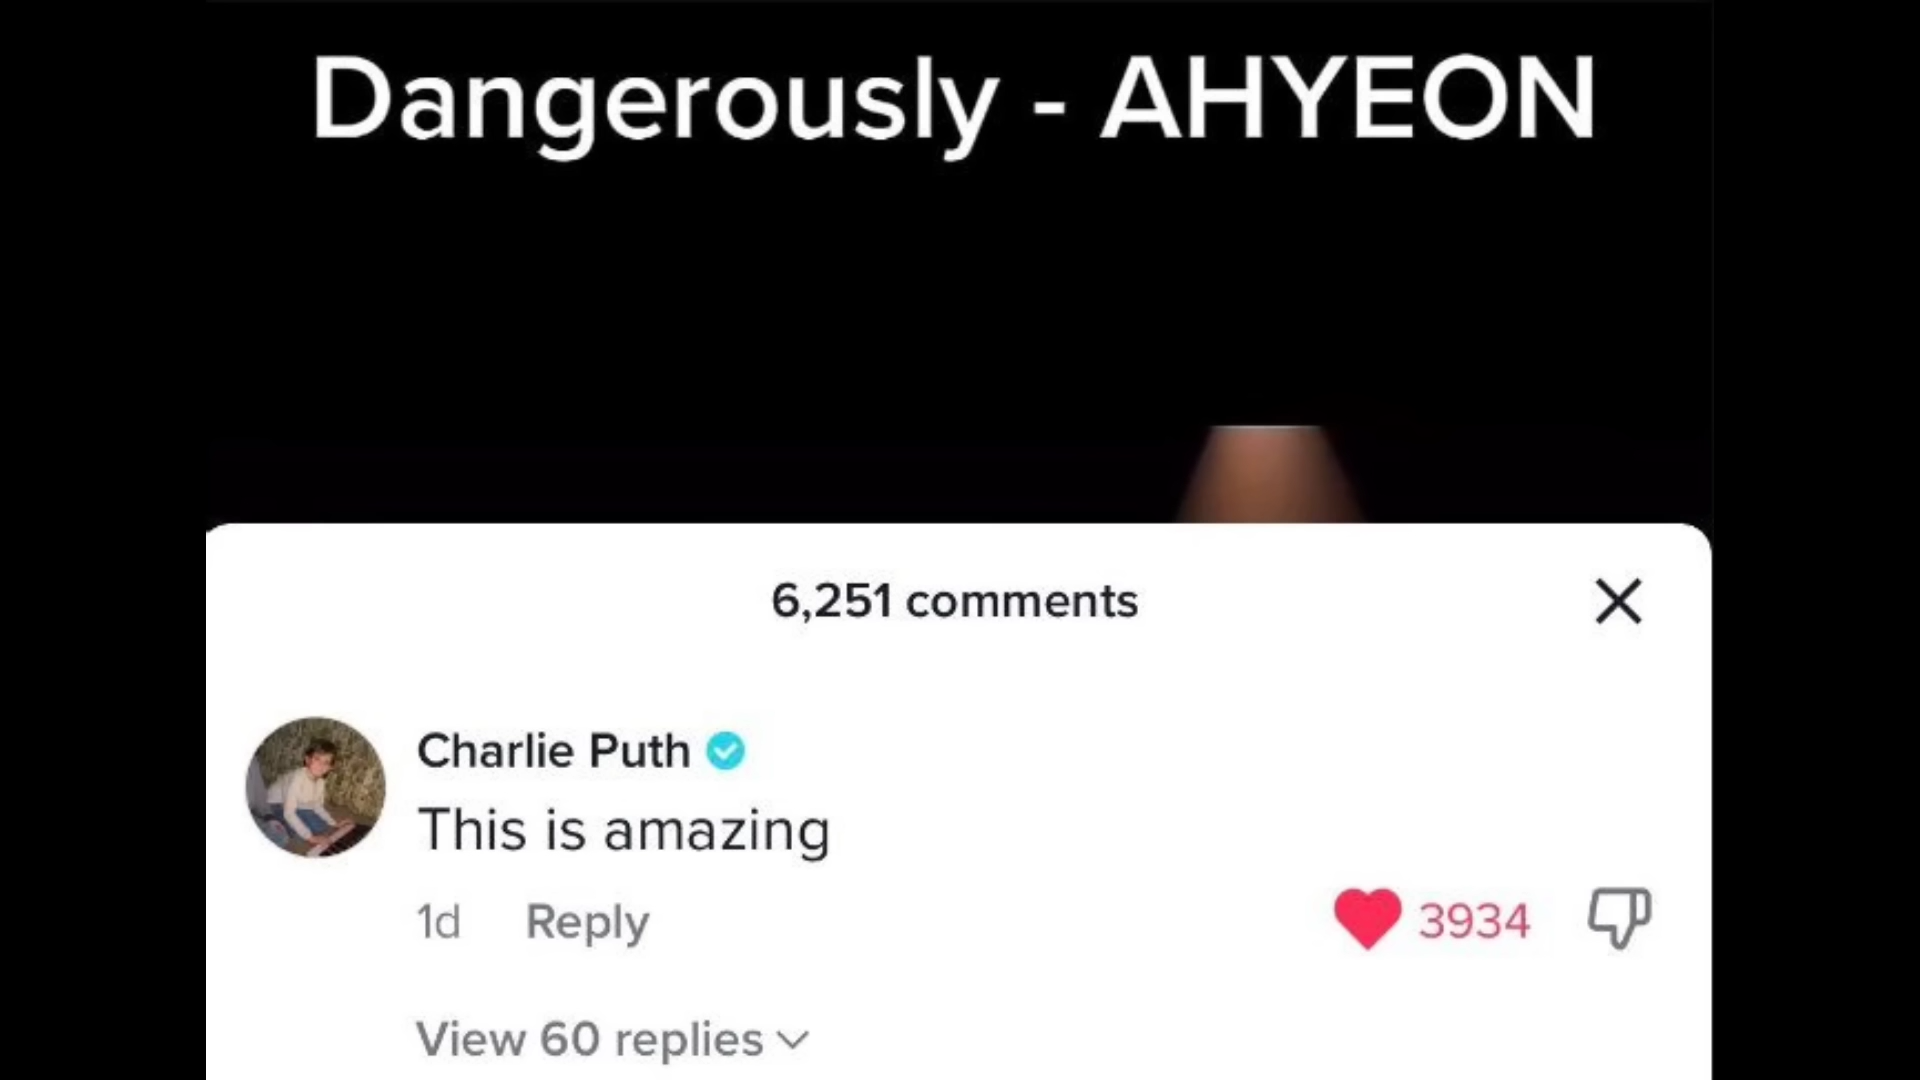 Dangerously - AHYEON
6,251 comments
Charlie Puth
This is amazing
1d Reply
3934
View 60 replies